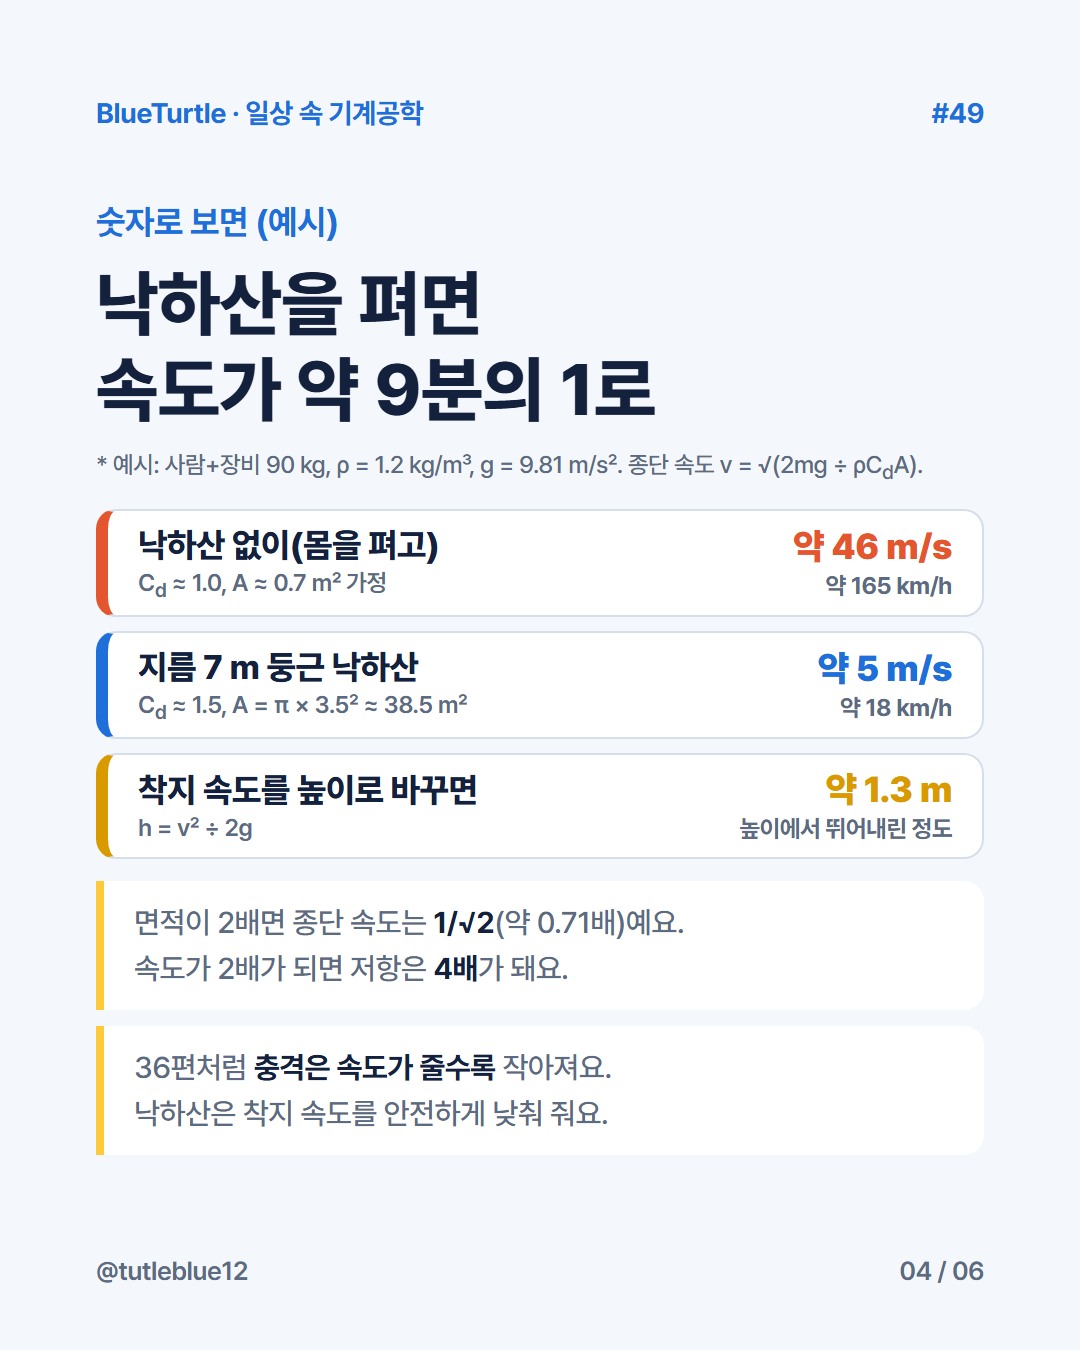 BlueTurtle · 일상 속 기계공학
#49
숫자로 보면 (예시)
낙하산을 펴면
속도가 약 9분의 1로
* 예시: 사람+장비 90 kg, ρ = 1.2 kg/m³, g = 9.81 m/s². 종단 속도 v = √(2mg ÷ ρCdA).
낙하산 없이(몸을 펴고)
약 46 m/s
Cd ≈ 1.0, A ≈ 0.7 m² 가정
약 165 km/h
지름 7 m 둥근 낙하산
약 5 m/s
Cd ≈ 1.5, A = π × 3.5² ≈ 38.5 m²
약 18 km/h
착지 속도를 높이로 바꾸면
약 1.3 m
h = v² ÷ 2g
높이에서 뛰어내린 정도
면적이 2배면 종단 속도는 1/√2(약 0.71배)예요.
속도가 2배가 되면 저항은 4배가 돼요.
36편처럼 충격은 속도가 줄수록 작아져요.
낙하산은 착지 속도를 안전하게 낮춰 줘요.
@tutleblue12
04 / 06